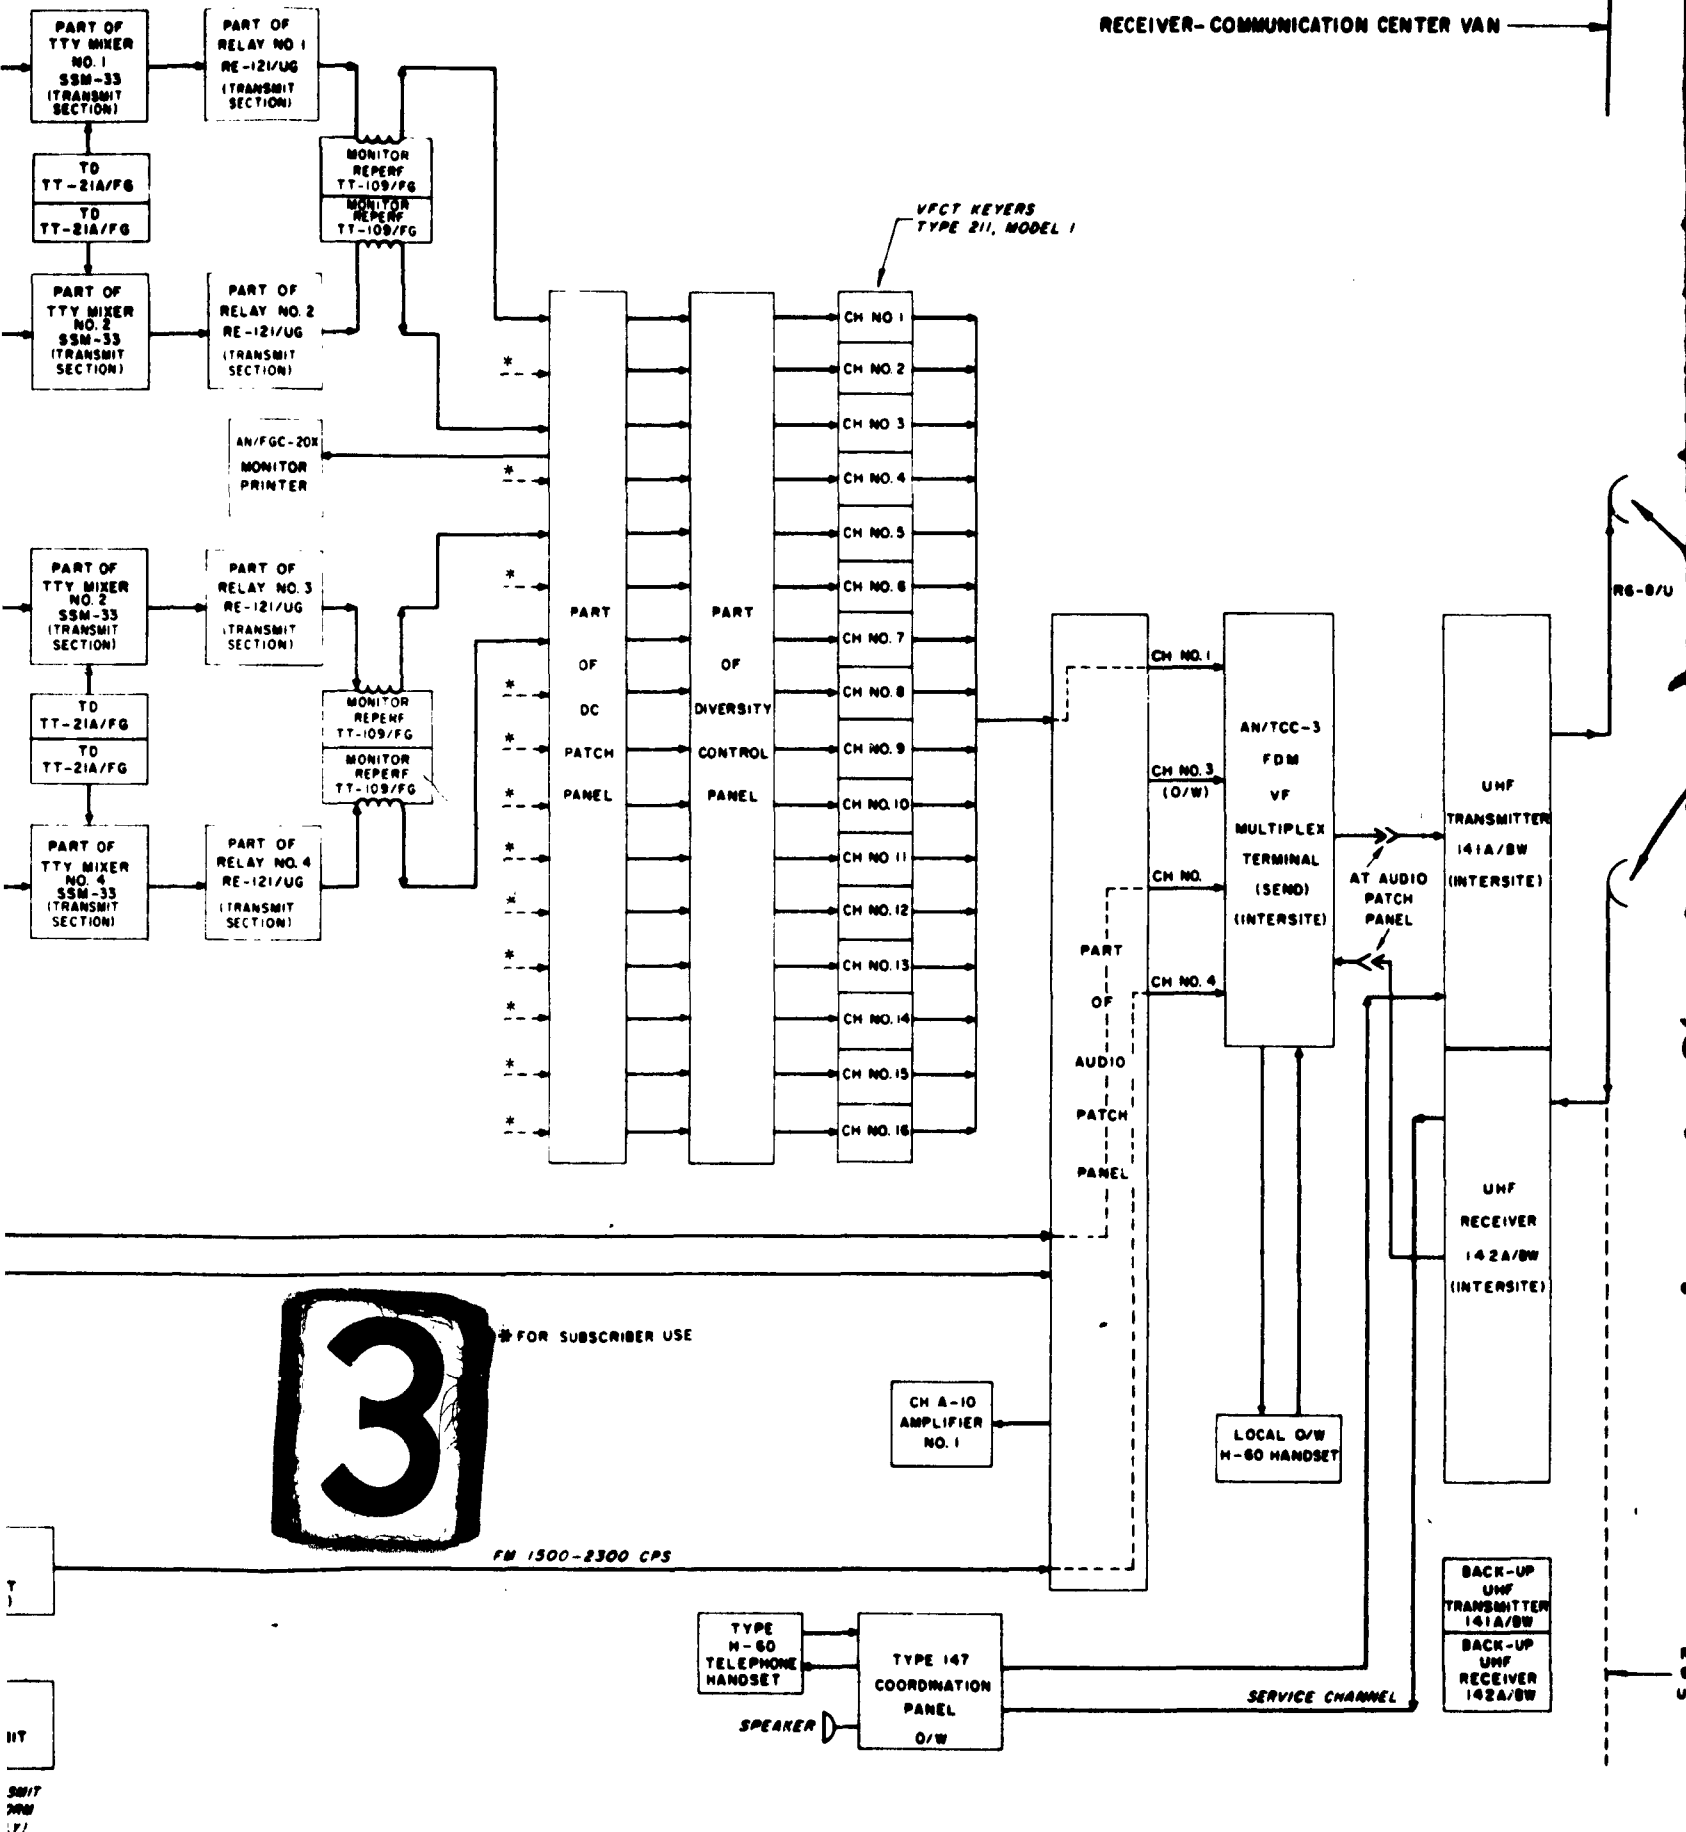 RECEIVER-COMMUNICATION CENTER VAN
PART OF
TTY MIXER
NO. 1
SSM-33
(TRANSMIT
SECTION)
PART OF
RELAY NO 1
RE-121/UG
(TRANSMIT
SECTION)
TD
TT-21A/FG
TD
TT-21A/FG
MONITOR
REPERF
TT-109/FG
MONITOR
REPERF
TT-109/FG
PART OF
TTY MIXER
NO. 2
SSM-33
(TRANSMIT
SECTION)
PART OF
RELAY NO. 2
RE-121/UG
(TRANSMIT
SECTION)
AN/FGC-20X
MONITOR
PRINTER
PART OF
TTY MIXER
NO. 2
SSM-33
(TRANSMIT
SECTION)
PART OF
RELAY NO. 3
RE-121/UG
(TRANSMIT
SECTION)
TD
TT-21A/FG
TD
TT-21A/FG
MONITOR
REPERF
TT-109/FG
MONITOR
REPERF
TT-109/FG
PART OF
TTY MIXER
NO. 4
SSM-33
(TRANSMIT
SECTION)
PART OF
RELAY NO. 4
RE-121/UG
(TRANSMIT
SECTION)
*
*
*
*
*
*
*
*
*
*
*
*
PART
OF
DC
PATCH
PANEL
PART
OF
DIVERSITY
CONTROL
PANEL
VFCT KEYERS
TYPE 211, MODEL 1
CH NO 1
CH NO. 2
CH NO. 3
CH NO. 4
CH NO. 5
CH NO. 6
CH NO. 7
CH NO. 8
CH NO. 9
CH NO. 10
CH NO. 11
CH NO. 12
CH NO. 13
CH NO. 14
CH NO. 15
CH NO. 16
PART
OF
AUDIO
PATCH
PANEL
CH NO. 1
CH NO. 3
(O/W)
CH NO.
CH NO. 4
AN/TCC-3
FDM
VF
MULTIPLEX
TERMINAL
(SEND)
(INTERSITE)
AT AUDIO
PATCH
PANEL
UHF
TRANSMITTER
141A/BW
(INTERSITE)
RG-8/U
UHF
RECEIVER
142A/BW
(INTERSITE)
LOCAL O/W
H-60 HANDSET
CH A-10
AMPLIFIER
NO. 1
* FOR SUBSCRIBER USE
3
FM 1500-2300 CPS
TYPE
H-60
TELEPHONE
HANDSET
TYPE 147
COORDINATION
PANEL
O/W
SPEAKER
SERVICE CHANNEL
BACK-UP
UHF
TRANSMITTER
141A/BW
BACK-UP
UHF
RECEIVER
142A/BW